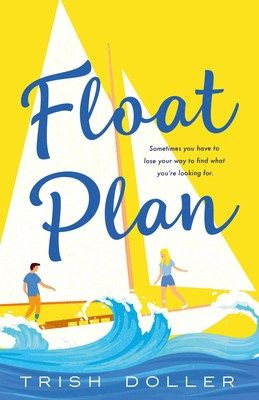 Float
Sometimes you have to
lose your way to find what
you're looking for.
Plan
TRISH DOLLER